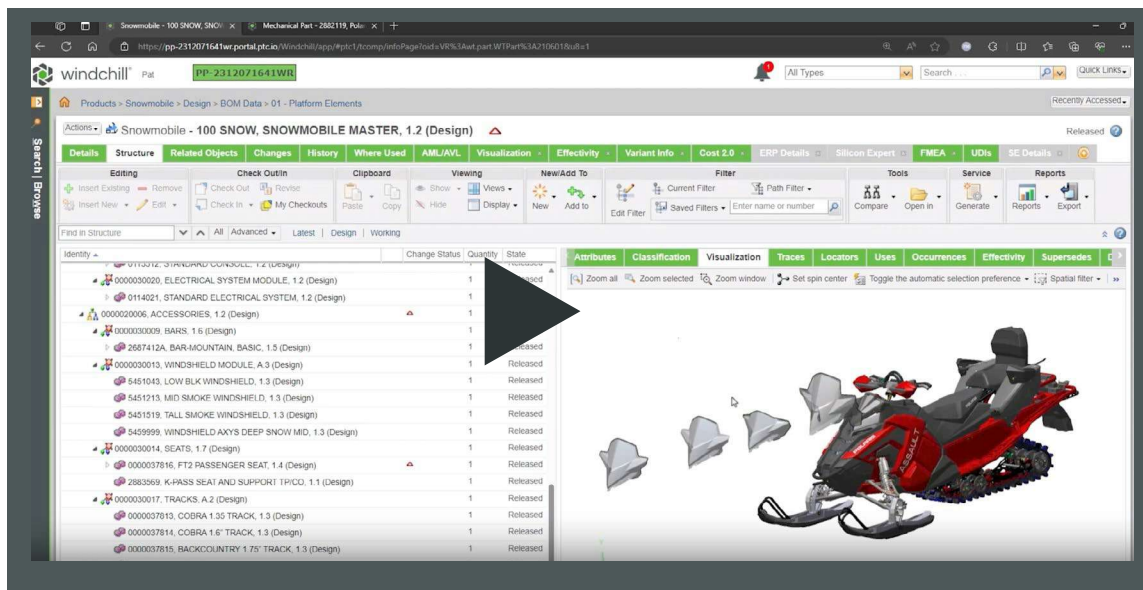 Snowmobile - 100 SNOW, SNOW
Mechanical Part - 2882119, Pola
https://pp-2312071641wr.portal.ptc.io/Windchill/app/#ptc1/tcomp/infoPage?oid=VR%3Awt.part.WTPart%3A210601&u8=1
windchill Pat PP-2312071641WR All Types Search . . . Quick Links
Products > Snowmobile > Design > BOM Data > 01 - Platform Elements Recently Accessed
Actions Snowmobile - 100 SNOW, SNOWMOBILE MASTER, 1.2 (Design) Released
Details Structure Related Objects Changes History Where Used AML/AVL Visualization Effectivity Variant Info Cost 2.0 ERP Details Silicon Expert FMEA UDIs SE Details
Search | Browse
Editing Check Out/In Clipboard Viewing New/Add To Filter Tools Service Reports
Insert Existing Remove Check Out Revise Show Views Current Filter Path Filter
Insert New Edit Check In My Checkouts Paste Copy Hide Display New Add to Edit Filter Saved Filters Enter name or number Compare Open in Generate Reports Export
Find in Structure All Advanced Latest | Design | Working
Identity Change Status Quantity State
Attributes Classification Visualization Traces Locators Uses Occurrences Effectivity Supersedes
Zoom all Zoom selected Zoom window Set spin center Toggle the automatic selection preference Spatial filter
STANDARD CONSOLE, 1.2 (Design)
0000030020, ELECTRICAL SYSTEM MODULE, 1.2 (Design) 1
0114021, STANDARD ELECTRICAL SYSTEM, 1.2 (Design) 1
0000020006, ACCESSORIES, 1.2 (Design) 1
0000030009, BARS, 1.6 (Design) 1
2687412A, BAR-MOUNTAIN, BASIC, 1.5 (Design) 1 Released
0000030013, WINDSHIELD MODULE, A.3 (Design) 1 Released
5451043, LOW BLK WINDSHIELD, 1.3 (Design) 1 Released
5451213, MID SMOKE WINDSHIELD, 1.3 (Design) 1 Released
5451519, TALL SMOKE WINDSHIELD, 1.3 (Design) 1 Released
5459999, WINDSHIELD AXYS DEEP SNOW MID, 1.3 (Design) 1 Released
0000030014, SEATS, 1.7 (Design) 1 Released
0000037816, FT2 PASSENGER SEAT, 1.4 (Design) 1 Released
2883569, K-PASS SEAT AND SUPPORT TP/CO, 1.1 (Design) 1 Released
0000030017, TRACKS, A.2 (Design) 1 Released
0000037813, COBRA 1.35 TRACK, 1.3 (Design) 1 Released
0000037814, COBRA 1.6" TRACK, 1.3 (Design) 1 Released
0000037815, BACKCOUNTRY 1.75" TRACK, 1.3 (Design) 1 Released
ASSAULT